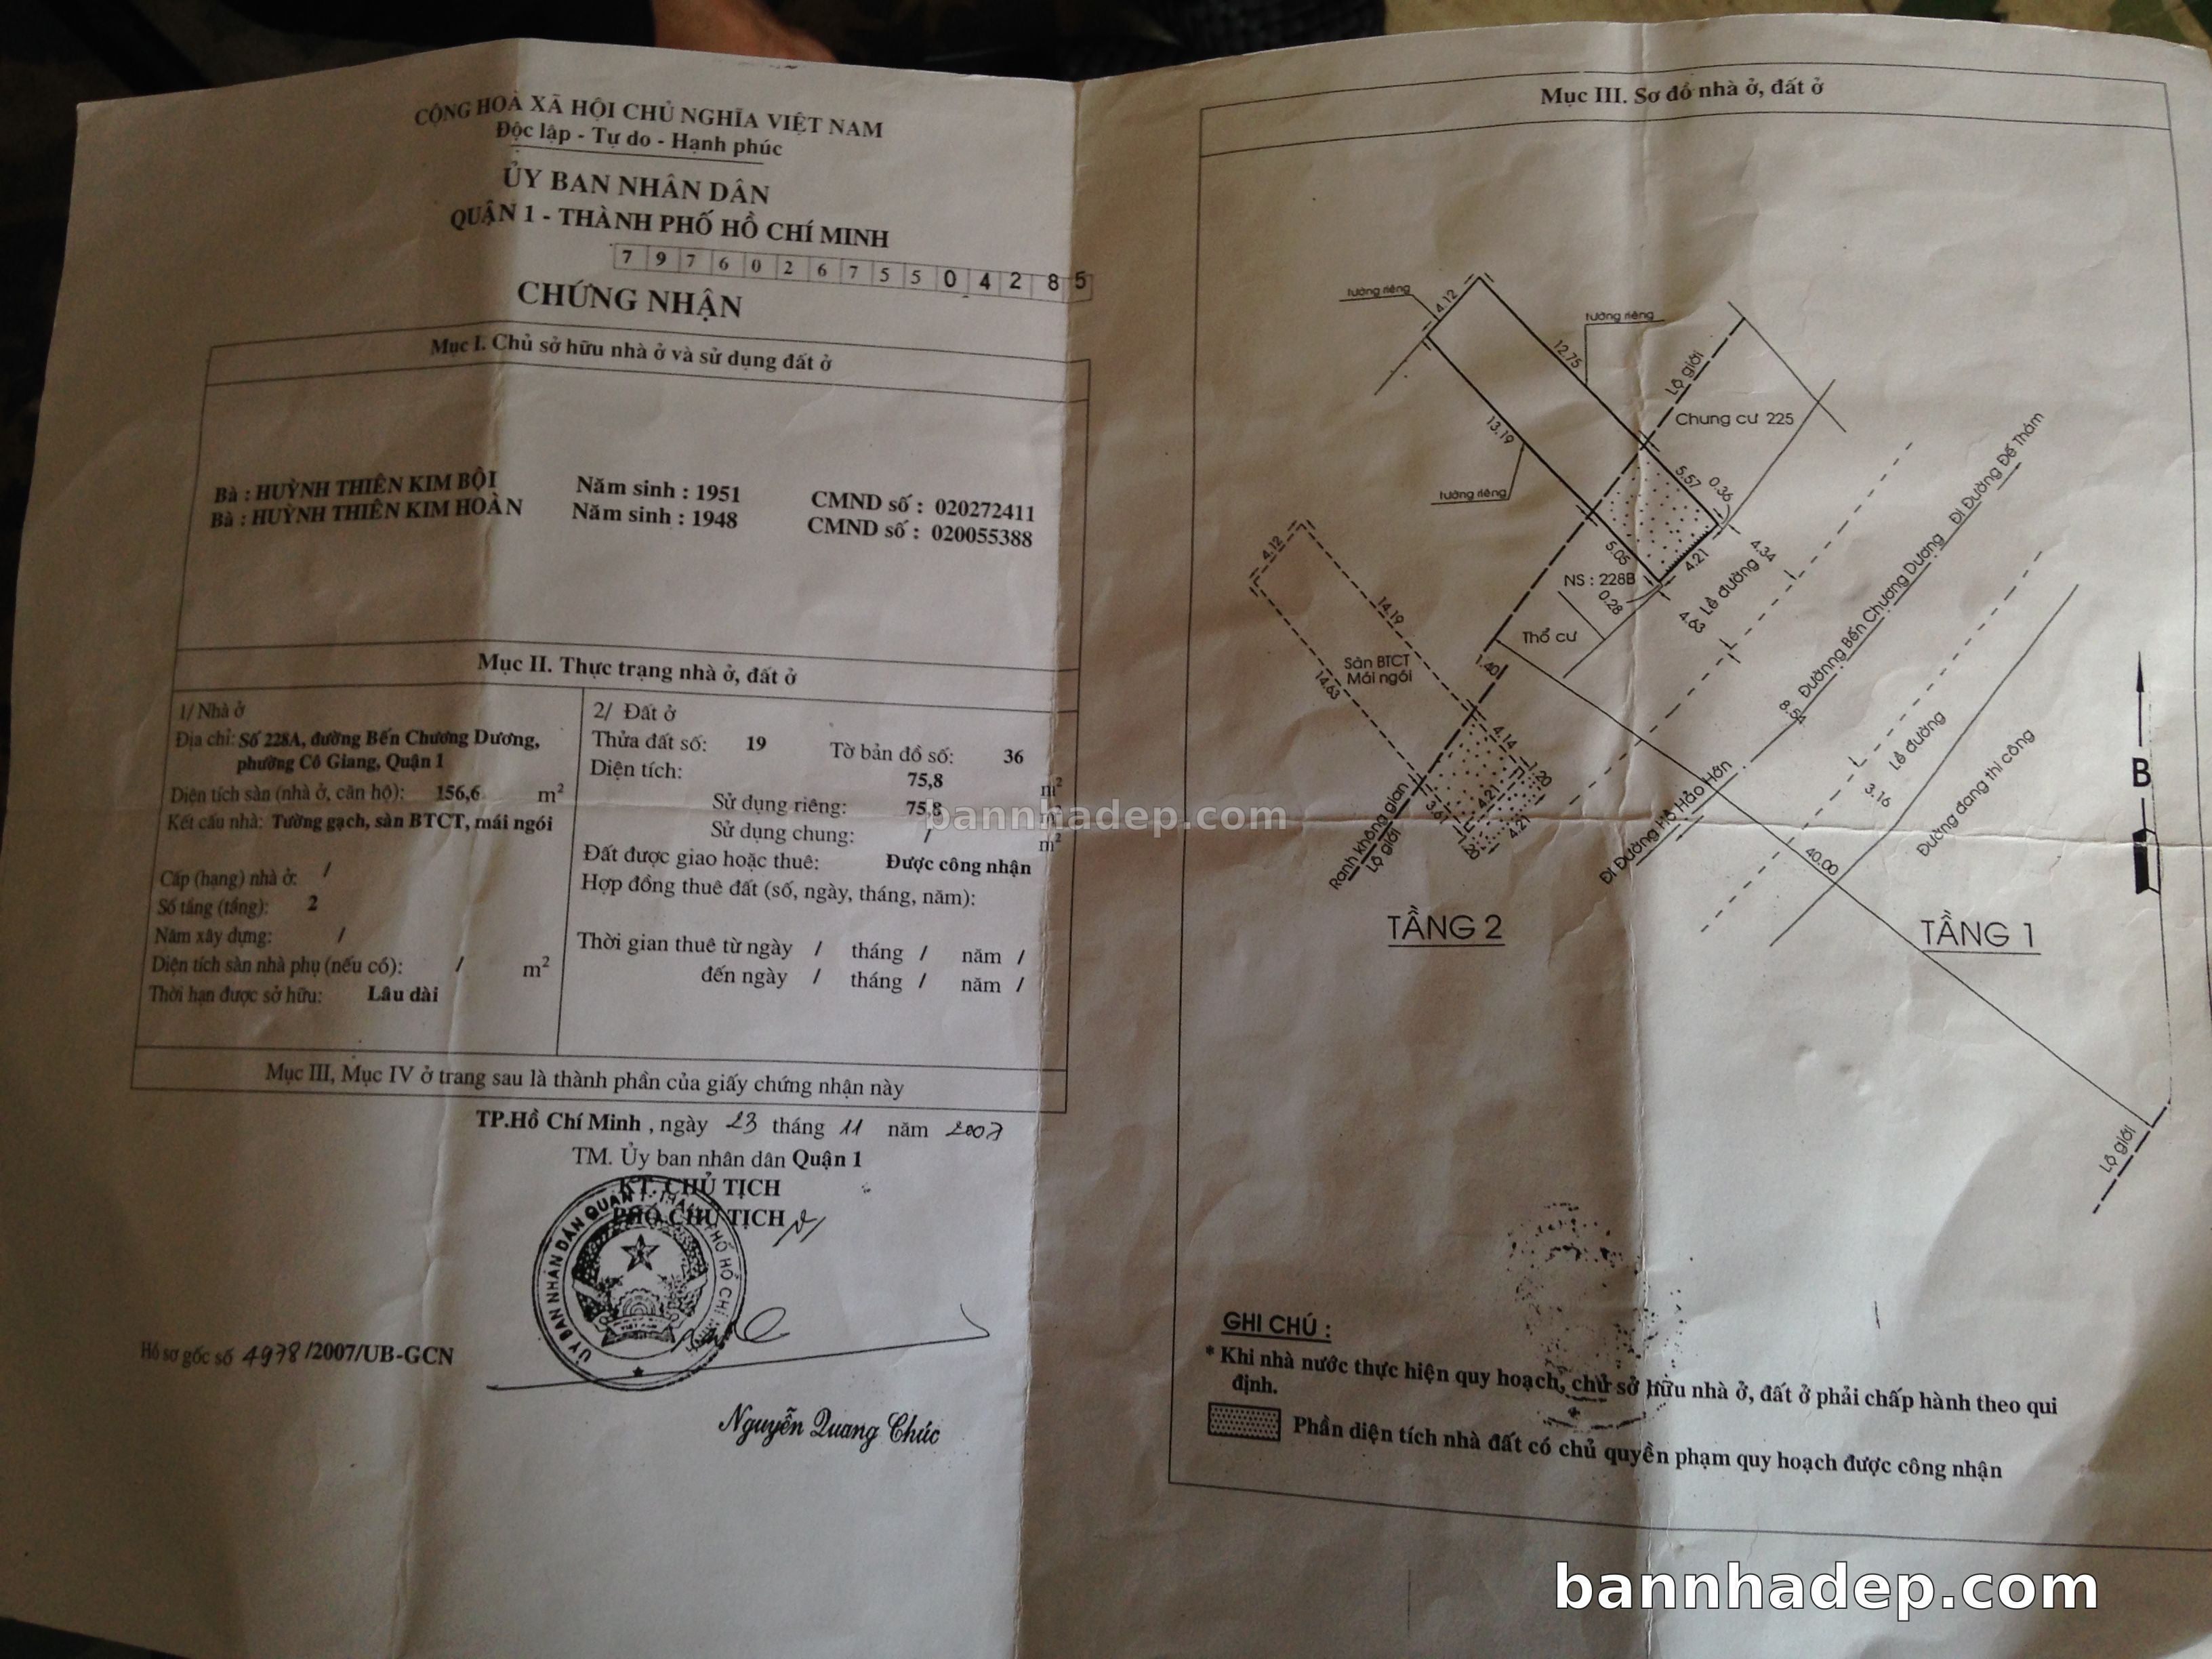 CỘNG HOÀ XÃ HỘI CHỦ NGHĨA VIỆT NAM
Độc lập - Tự do - Hạnh phúc
ỦY BAN NHÂN DÂN
QUẬN 1 - THÀNH PHỐ HỒ CHÍ MINH
797602675504285
CHỨNG NHẬN
Mục I. Chủ sở hữu nhà ở và sử dụng đất ở
Bà : HUỲNH THIÊN KIM BỘI Năm sinh : 1951 CMND số : 020272411
Bà : HUỲNH THIÊN KIM HOÀN Năm sinh : 1948 CMND số : 020055388
Mục II. Thực trạng nhà ở, đất ở
1/ Nhà ở
Địa chỉ: Số 228A, đường Bến Chương Dương,
phường Cô Giang, Quận 1
Diện tích sàn (nhà ở, căn hộ): 156,6 m²
Kết cấu nhà: Tường gạch, sàn BTCT, mái ngói
Cấp (hạng) nhà ở: /
Số tầng (tầng): 2
Năm xây dựng: /
Diện tích sàn nhà phụ (nếu có): / m²
Thời hạn được sở hữu: Lâu dài
2/ Đất ở
Thửa đất số: 19 Tờ bản đồ số: 36
Diện tích: 75,8 m²
Sử dụng riêng: 75,8 m²
Sử dụng chung: / m²
Đất được giao hoặc thuê: Được công nhận
Hợp đồng thuê đất (số, ngày, tháng, năm):
Thời gian thuê từ ngày / tháng / năm /
đến ngày / tháng / năm /
Mục III, Mục IV ở trang sau là thành phần của giấy chứng nhận này
TP.Hồ Chí Minh , ngày 23 tháng 11 năm 2007
TM. Ủy ban nhân dân Quận 1
KT. CHỦ TỊCH
PHÓ CHỦ TỊCH
ỦY BAN NHÂN DÂN QUẬN 1 THÀNH PHỐ HỒ CHÍ MINH
Hồ sơ gốc số 4978/2007/UB-GCN
Nguyễn Quang Chúc
Mục III. Sơ đồ nhà ở, đất ở
tường riêng
4.12
tường riêng
12.75
Lộ giới
Chung cư 225
13.19
tường riêng
5.57
0.36
5.05
4.21
4.34
NS : 228B
0.28
Lề đường
4.63
Thổ cư
1.40
Đi Đường Đề Thám
Đường Bến Chương Dương
8.54
Đi Đường Hồ Hảo Hớn
Lề đường
3.16
Đường đang thi công
40.00
4.12
14.19
Sân BTCT
Mái ngói
14.63
4.14
3.61
4.21
4.21
Ranh không gian
Lộ giới
B
TẦNG 2
TẦNG 1
Lộ giới
GHI CHÚ :
* Khi nhà nước thực hiện quy hoạch, chủ sở hữu nhà ở, đất ở phải chấp hành theo qui
định.
Phần diện tích nhà đất có chủ quyền phạm quy hoạch được công nhận
bannhadep.com
bannhadep.com